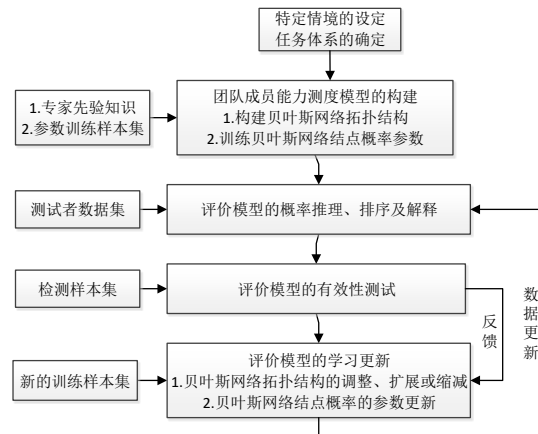 特定情境的设定
任务体系的确定
1.专家先验知识
2.参数训练样本集
团队成员能力测度模型的构建
1.构建贝叶斯网络拓扑结构
2.训练贝叶斯网络结点概率参数
测试者数据集
评价模型的概率推理、排序及解释
检测样本集
评价模型的有效性测试
反馈
数据更新
新的训练样本集
评价模型的学习更新
1.贝叶斯网络拓扑结构的调整、扩展或缩减
2.贝叶斯网络结点概率的参数更新